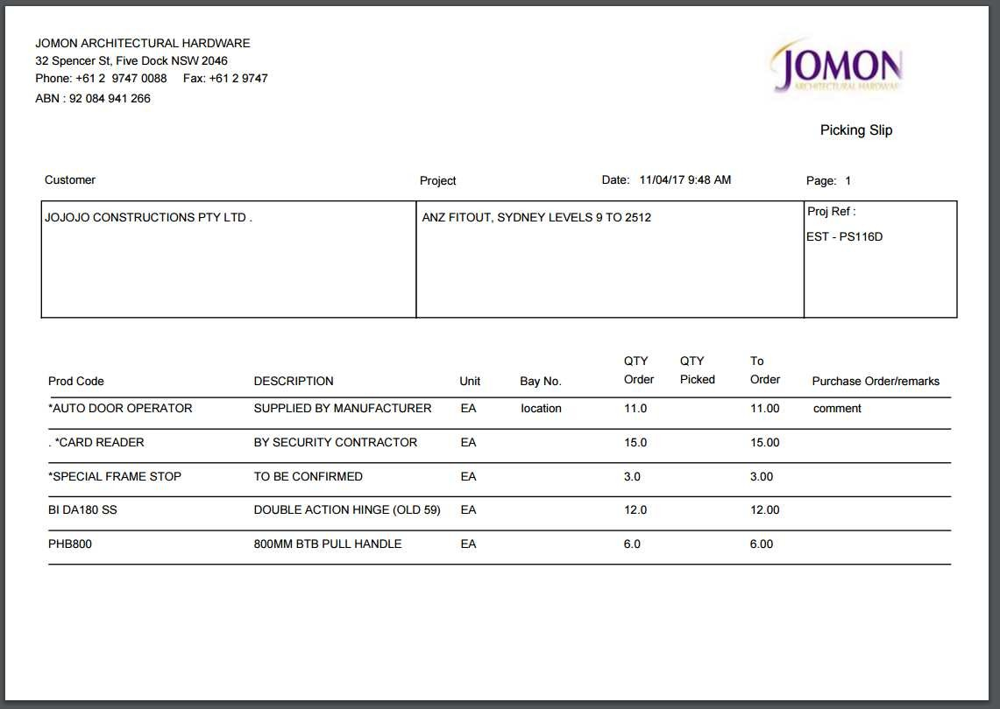 JOMON ARCHITECTURAL HARDWARE
32 Spencer St, Five Dock NSW 2046
Phone: +61 2 9747 0088 Fax: +61 2 9747
ABN : 92 084 941 266
JOMON
ARCHITECTURAL HARDWARE
Picking Slip
Customer Project Date: 11/04/17 9:48 AM Page: 1
JOJOJO CONSTRUCTIONS PTY LTD . ANZ FITOUT, SYDNEY LEVELS 9 TO 2512 Proj Ref :
EST - PS116D
QTY QTY To
Prod Code DESCRIPTION Unit Bay No. Order Picked Order Purchase Order/remarks
*AUTO DOOR OPERATOR SUPPLIED BY MANUFACTURER EA location 11.0 11.00 comment
. *CARD READER BY SECURITY CONTRACTOR EA 15.0 15.00
*SPECIAL FRAME STOP TO BE CONFIRMED EA 3.0 3.00
BI DA180 SS DOUBLE ACTION HINGE (OLD 59) EA 12.0 12.00
PHB800 800MM BTB PULL HANDLE EA 6.0 6.00